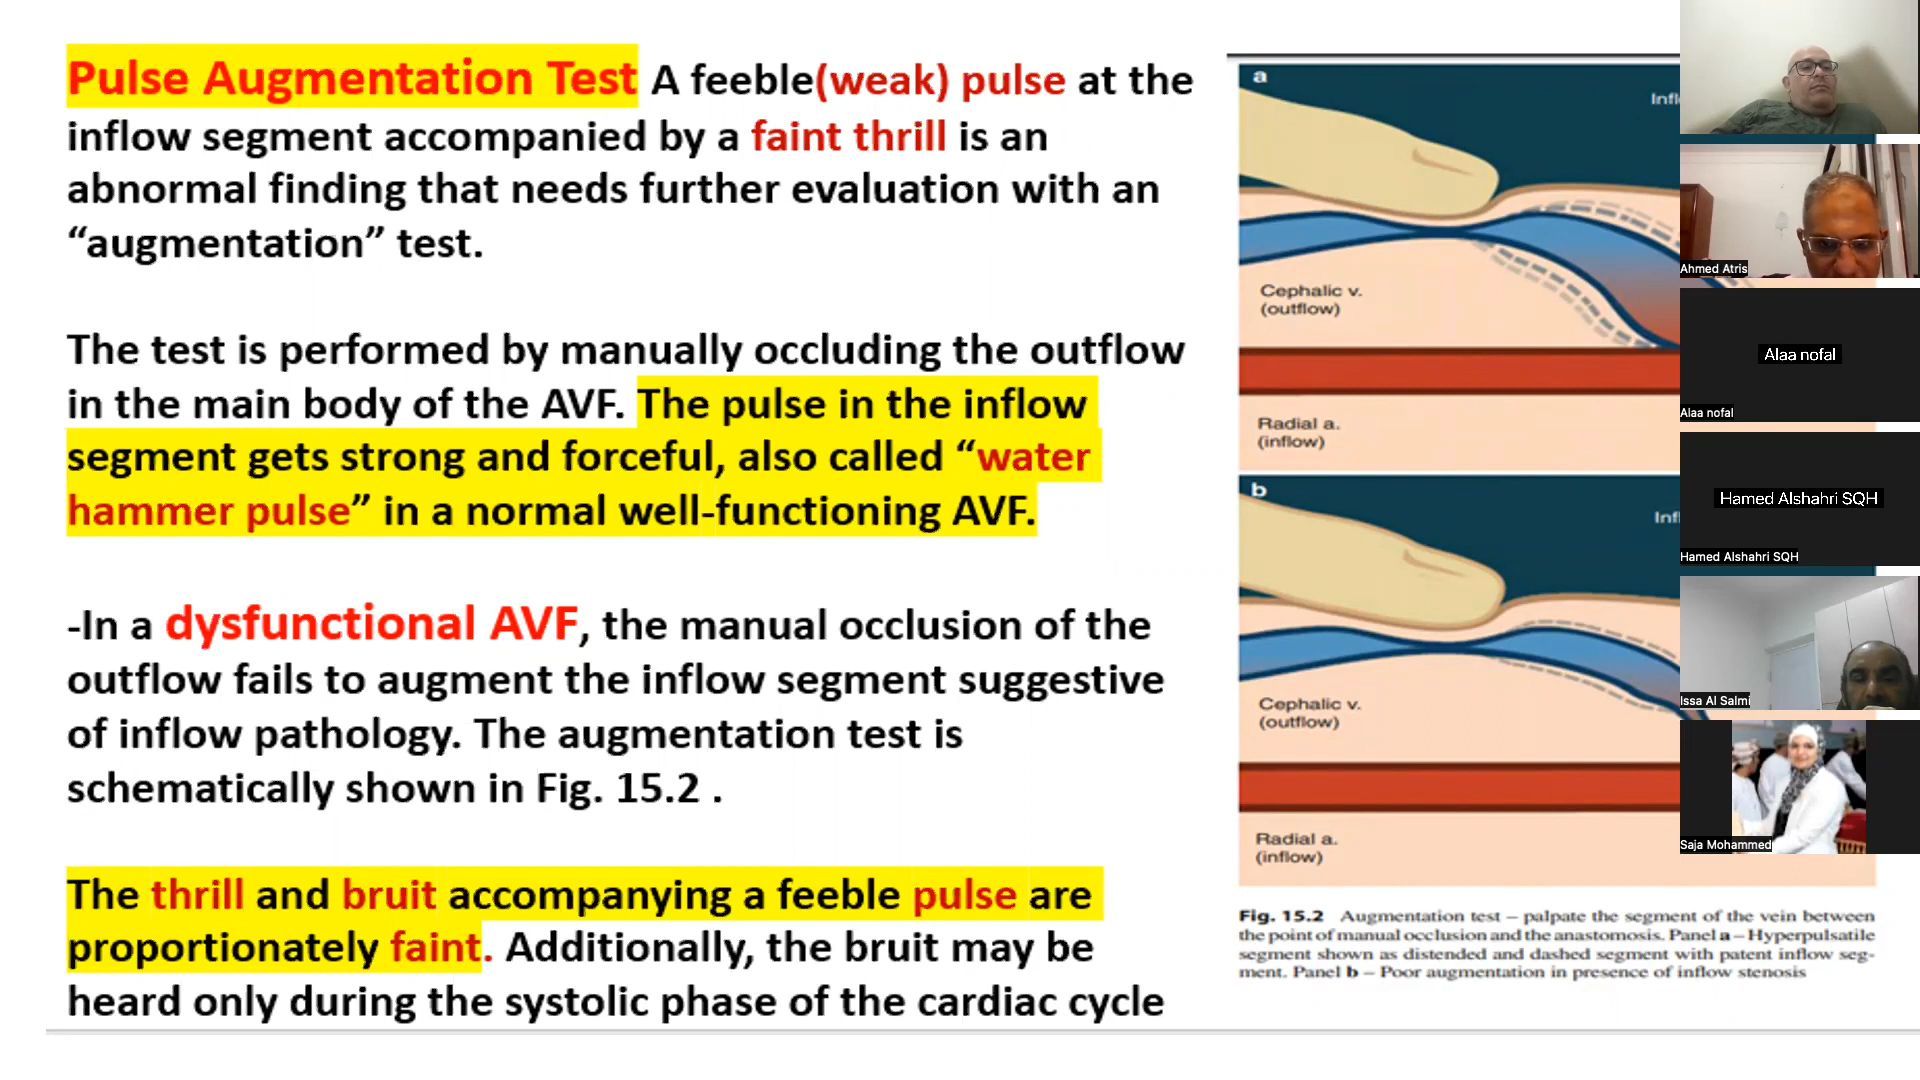 Pulse Augmentation Test A feeble(weak) pulse at the
inflow segment accompanied by a faint thrill is an
abnormal finding that needs further evaluation with an
“augmentation” test.
The test is performed by manually occluding the outflow
in the main body of the AVF. The pulse in the inflow
segment gets strong and forceful, also called “water
hammer pulse” in a normal well-functioning AVF.
-In a dysfunctional AVF, the manual occlusion of the
outflow fails to augment the inflow segment suggestive
of inflow pathology. The augmentation test is
schematically shown in Fig. 15.2 .
The thrill and bruit accompanying a feeble pulse are
proportionately faint. Additionally, the bruit may be
heard only during the systolic phase of the cardiac cycle
a
Cephalic v.
(outflow)
Radial a.
(inflow)
b
Cephalic v.
(outflow)
Radial a.
(inflow)
Fig. 15.2 Augmentation test – palpate the segment of the vein between
the point of manual occlusion and the anastomosis. Panel a – Hyperpulsatile
segment shown as distended and dashed segment with patent inflow seg-
ment. Panel b – Poor augmentation in presence of inflow stenosis
Ahmed Atris
Alaa nofal
Alaa nofal
Hamed Alshahri SQH
Hamed Alshahri SQH
Issa Al Salmi
Saja Mohammed